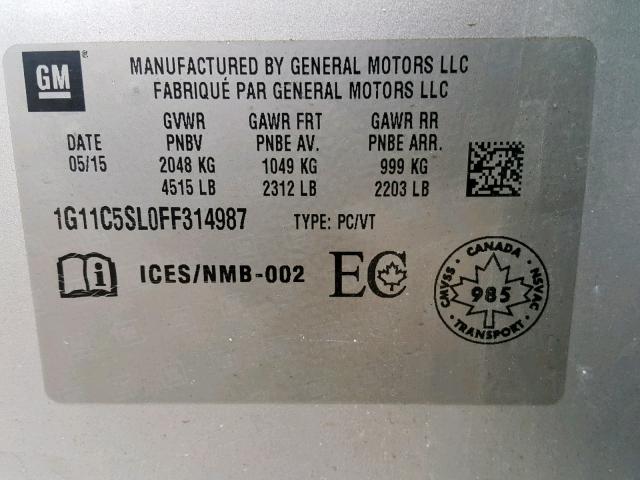 GM ®
MANUFACTURED BY GENERAL MOTORS LLC
FABRIQUÉ PAR GENERAL MOTORS LLC
GVWR GAWR FRT GAWR RR
DATE PNBV PNBE AV. PNBE ARR.
05/15 2048 KG 1049 KG 999 KG
4515 LB 2312 LB 2203 LB
1G11C5SL0FF314987 TYPE: PC/VT
i ICES/NMB-002 EC
CANADA
CMVSS 985 NSVAC
TRANSPORT